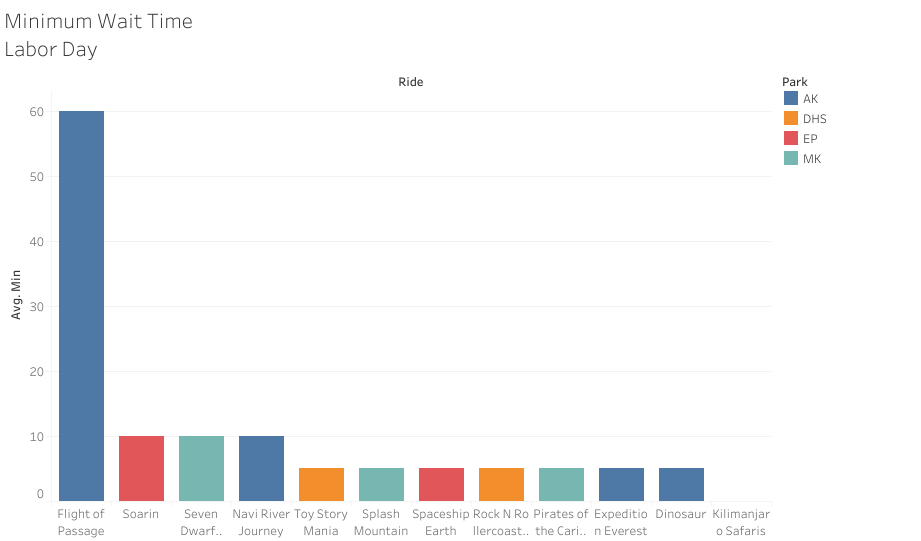 Minimum Wait Time
Labor Day
Ride
Park
AK
DHS
EP
MK
Avg. Min
60
50
40
30
20
10
0
Flight of
Passage
Soarin
Seven
Dwarf..
Navi River
Journey
Toy Story
Mania
Splash
Mountain
Spaceship
Earth
Rock N Ro
llercoast..
Pirates of
the Cari..
Expeditio
n Everest
Dinosaur
Kilimanjar
o Safaris